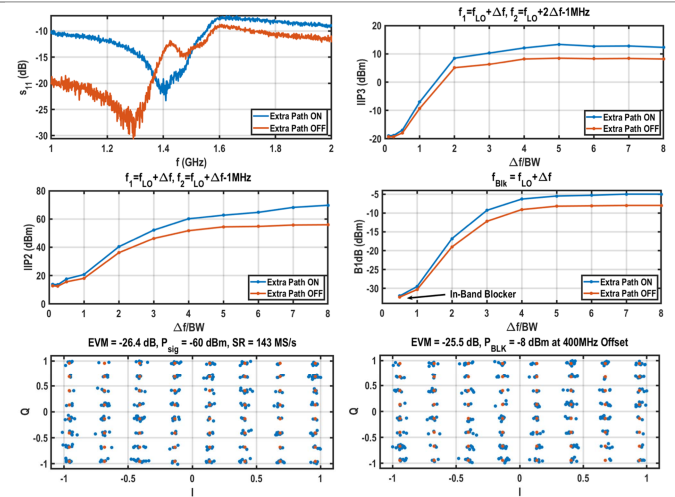 -10
-15
-20
-25
-30
s11 (dB)
Extra Path ON
Extra Path OFF
1
1.2
1.4
1.6
1.8
2
f (GHz)
f1=fLO+Δf, f2=fLO+2Δf-1MHz
20
10
0
-10
-20
IIP3 (dBm)
Extra Path ON
Extra Path OFF
0
1
2
3
4
5
6
7
8
Δf/BW
f1=fLO+Δf, f2=fLO+Δf-1MHz
80
60
40
20
0
IIP2 (dBm)
Extra Path ON
Extra Path OFF
0
1
2
3
4
5
6
7
8
Δf/BW
fBlk = fLO+Δf
-5
-10
-15
-20
-25
-30
B1dB (dBm)
In-Band Blocker
Extra Path ON
Extra Path OFF
0
1
2
3
4
5
6
7
8
Δf/BW
EVM = -26.4 dB, Psig = -60 dBm, SR = 143 MS/s
1
0.5
0
-0.5
-1
Q
-1
-0.5
0
0.5
1
I
EVM = -25.5 dB, PBLK = -8 dBm at 400MHz Offset
1
0.5
0
-0.5
-1
Q
-1
-0.5
0
0.5
1
I